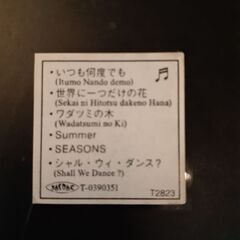 ・いつも何度でも
(Itumo Nando demo)
・世界に一つだけの花
(Sekai ni Hitotsu dakeno Hana)
・ワダツミの木
(Wadatsumi no Ki)
・Summer
・SEASONS
・シャル・ウィ・ダンス?
(Shall We Dance ?)
JASRAC T-0390351
T2823